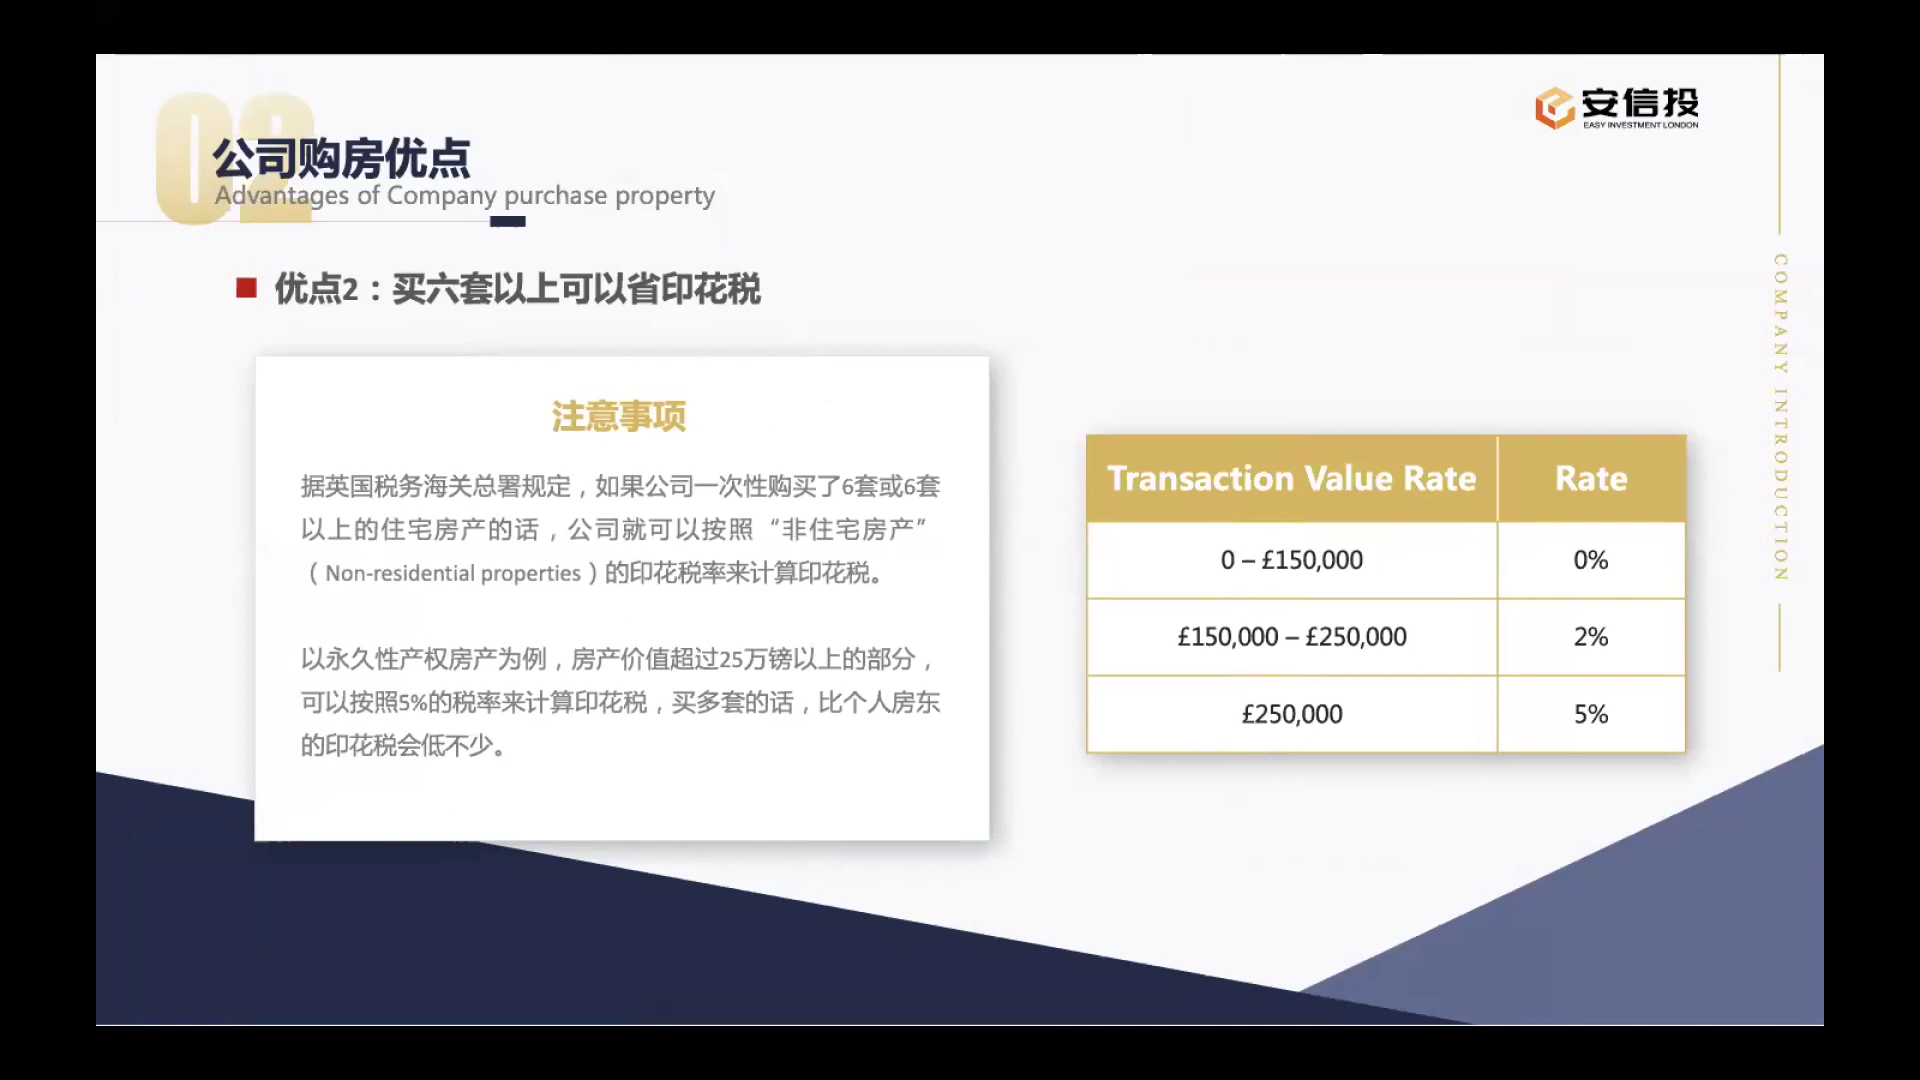 02
公司购房优点
Advantages of Company purchase property
安信投
EASY INVESTMENT LONDON
优点2：买六套以上可以省印花税
注意事项
据英国税务海关总署规定，如果公司一次性购买了6套或6套
以上的住宅房产的话，公司就可以按照“非住宅房产”
（Non-residential properties）的印花税率来计算印花税。
以永久性产权房产为例，房产价值超过25万镑以上的部分，
可以按照5%的税率来计算印花税，买多套的话，比个人房东
的印花税会低不少。
Transaction Value Rate Rate
0 – £150,000 0%
£150,000 – £250,000 2%
£250,000 5%
COMPANY INTRODUCTION